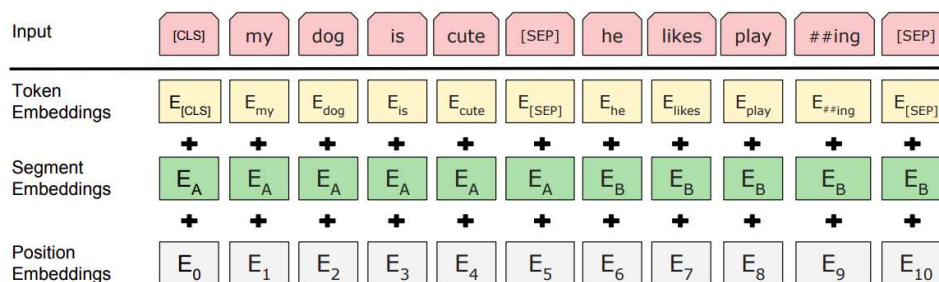 Input [CLS] my dog is cute [SEP] he likes play ##ing [SEP]
Token
Embeddings E[CLS] Emy Edog Eis Ecute E[SEP] Ehe Elikes Eplay E##ing E[SEP]
+ + + + + + + + + + +
Segment
Embeddings EA EA EA EA EA EA EB EB EB EB EB
+ + + + + + + + + + +
Position
Embeddings E0 E1 E2 E3 E4 E5 E6 E7 E8 E9 E10